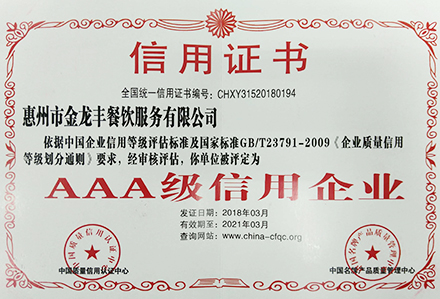 信用证书
全国统一信用证书编号：CHXY31520180194
惠州市金龙丰餐饮服务有限公司
依据中国企业信用等级评估标准及国家标准GB/T23791-2009《企业质量信用
等级划分通则》要求，经审核评估，你单位被评定为
AAA级信用企业
发证日期：2018年03月
有效期至：2021年03月
查询网站：www.china-cfqc.org
中国质量信用认证中心
中国名牌产品质量管理中心